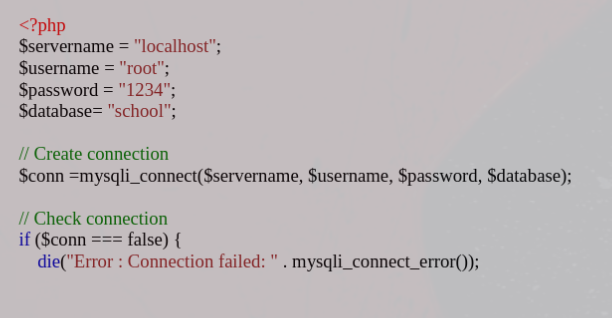 <?php
$servername = "localhost";
$username = "root";
$password = "1234";
$database= "school";
// Create connection
$conn =mysqli_connect($servername, $username, $password, $database);
// Check connection
if ($conn === false) {
die("Error : Connection failed: " . mysqli_connect_error());